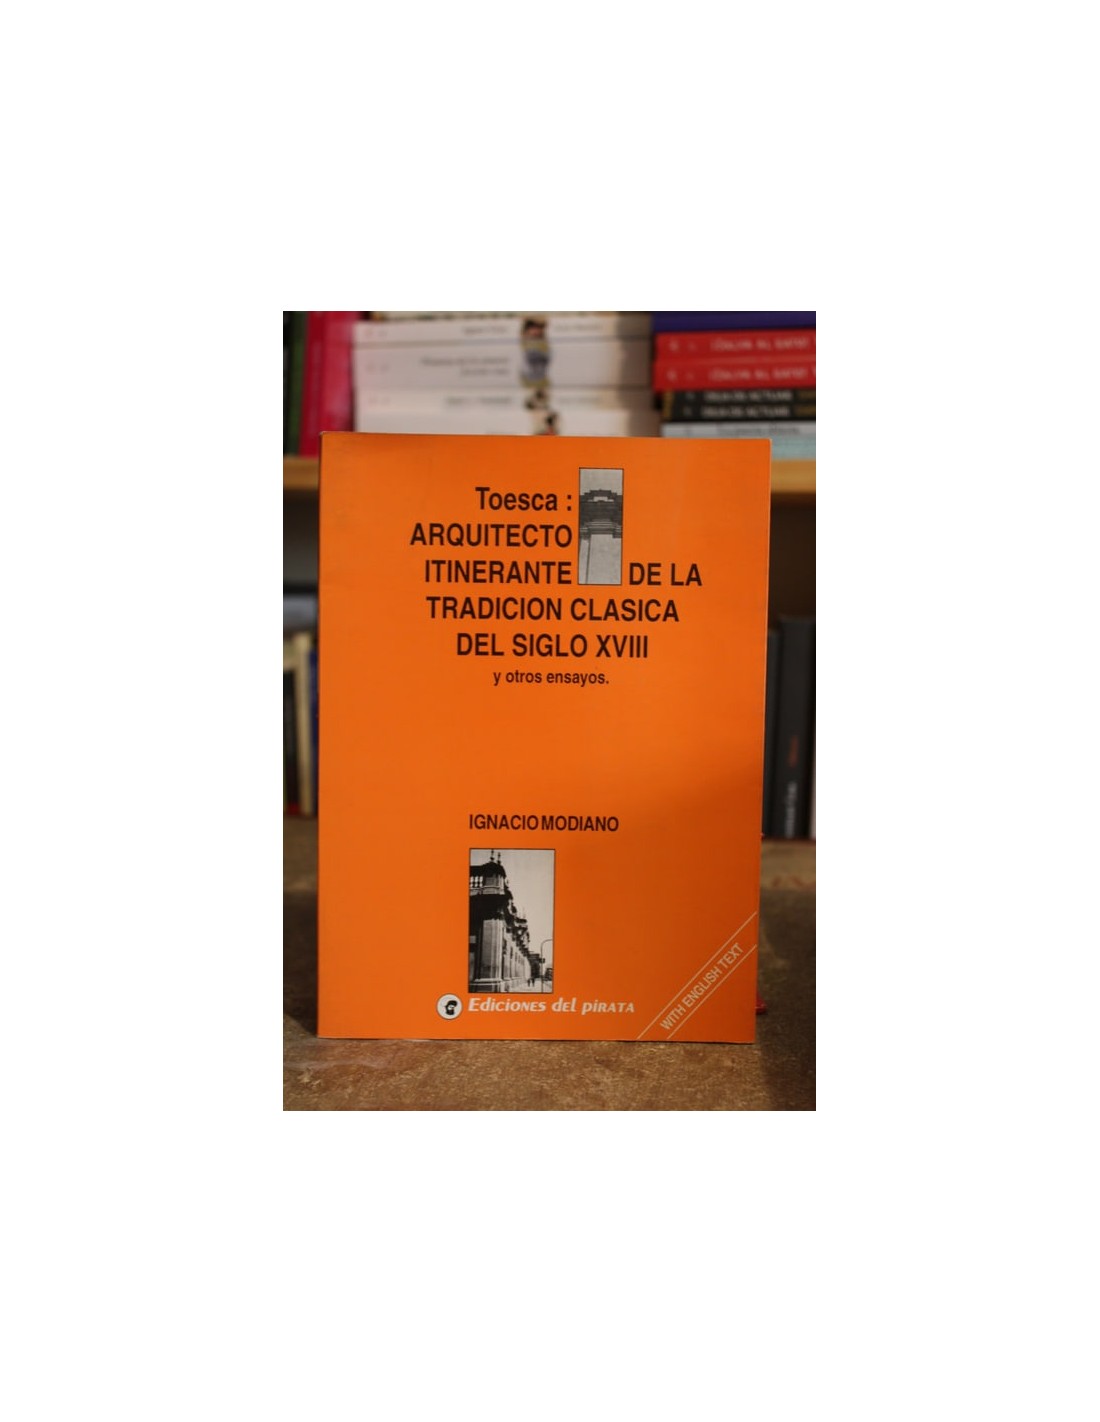 Toesca :
ARQUITECTO
ITINERANTE DE LA
TRADICION CLASICA
DEL SIGLO XVIII
y otros ensayos.
IGNACIO MODIANO
Ediciones del pirata
WITH ENGLISH TEXT